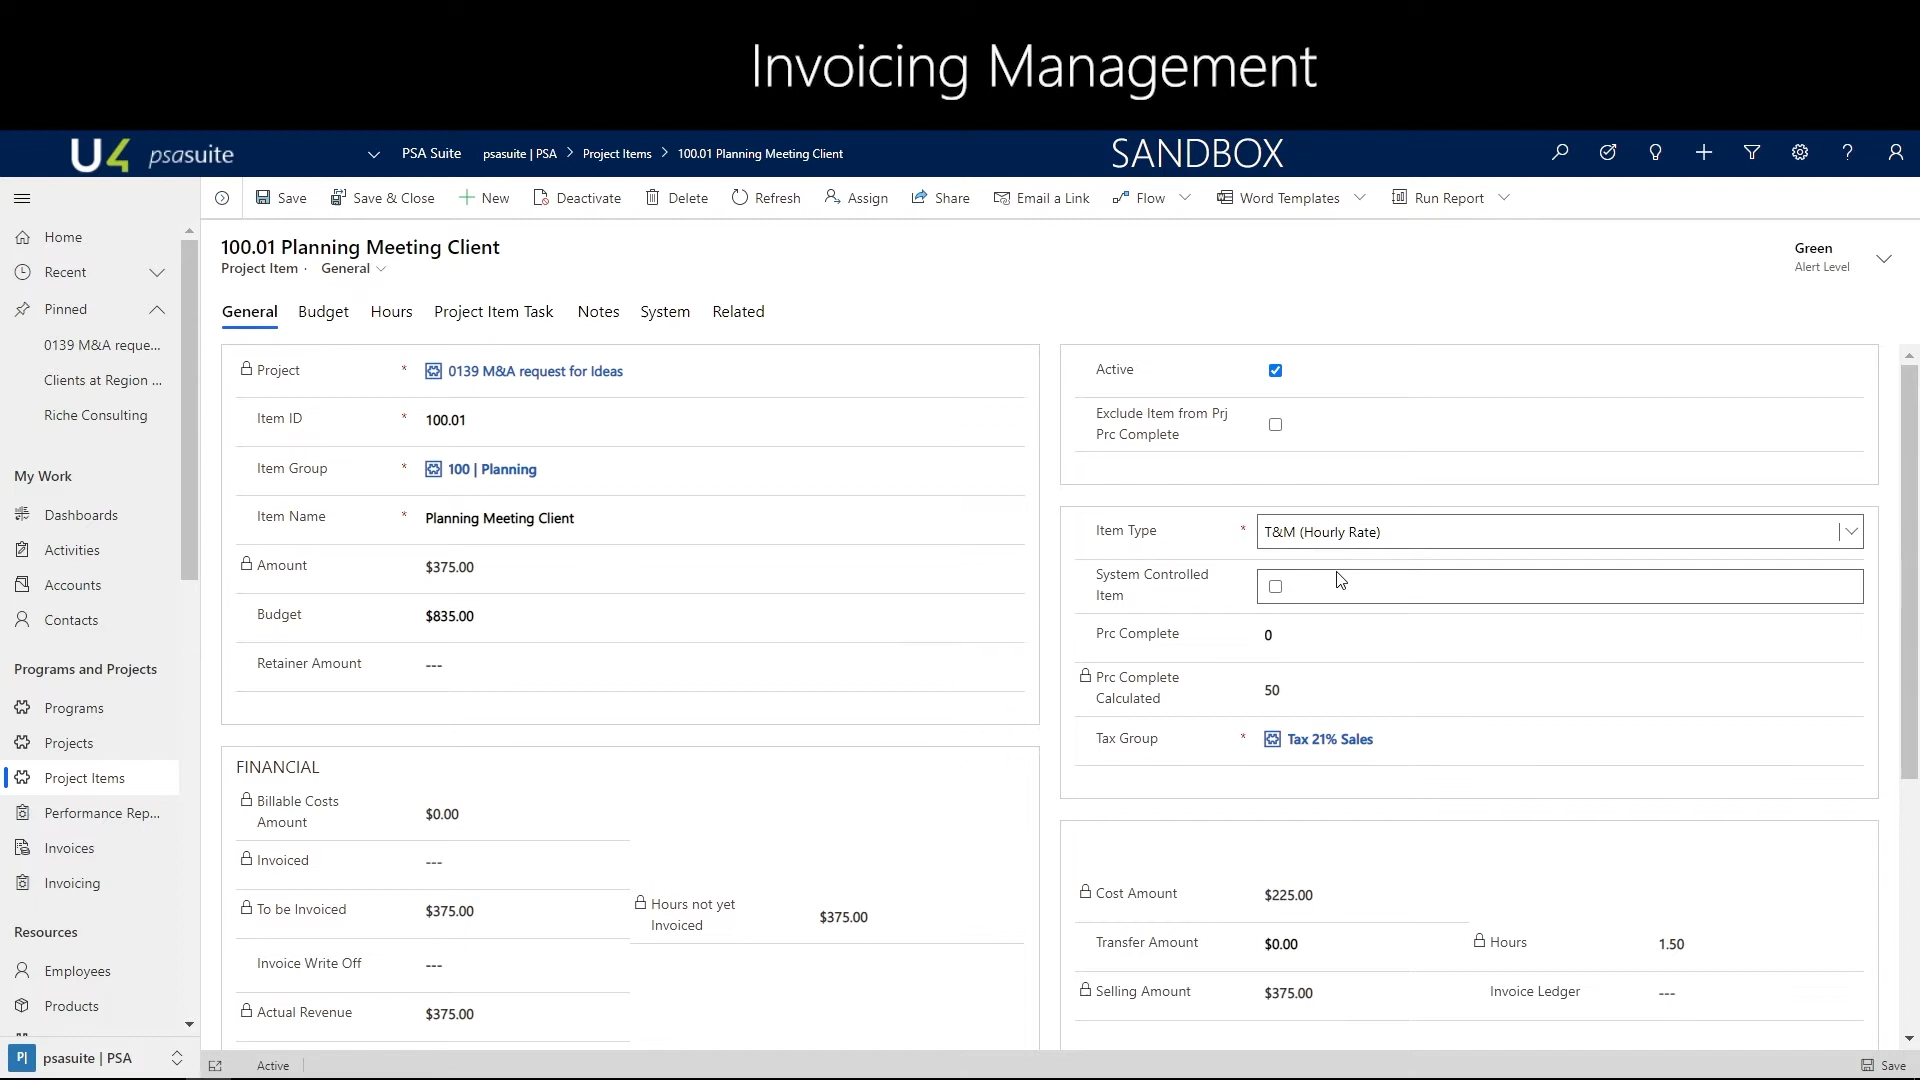 Invoicing Management
U4 psasuite
PSA Suite
psasuite | PSA > Project Items > 100.01 Planning Meeting Client
SANDBOX
Save
Save & Close
New
Deactivate
Delete
Refresh
Assign
Share
Email a Link
Flow
Word Templates
Run Report
Home
Recent
Pinned
0139 M&A reque...
Clients at Region ...
Riche Consulting
My Work
Dashboards
Activities
Accounts
Contacts
Programs and Projects
Programs
Projects
Project Items
Performance Rep...
Invoices
Invoicing
Resources
Employees
Products
P| psasuite | PSA
100.01 Planning Meeting Client
Project Item · General
Green
Alert Level
General Budget Hours Project Item Task Notes System Related
Project * 0139 M&A request for Ideas
Item ID * 100.01
Item Group * 100 | Planning
Item Name * Planning Meeting Client
Amount $375.00
Budget $835.00
Retainer Amount ---
FINANCIAL
Billable Costs
Amount
$0.00
Invoiced ---
To be Invoiced $375.00
Hours not yet
Invoiced
$375.00
Invoice Write Off ---
Actual Revenue $375.00
Active
Exclude Item from Prj
Prc Complete
Item Type * T&M (Hourly Rate)
System Controlled
Item
Prc Complete 0
Prc Complete
Calculated
50
Tax Group * Tax 21% Sales
Cost Amount $225.00
Transfer Amount $0.00
Hours 1.50
Selling Amount $375.00
Invoice Ledger ---
Active
Save